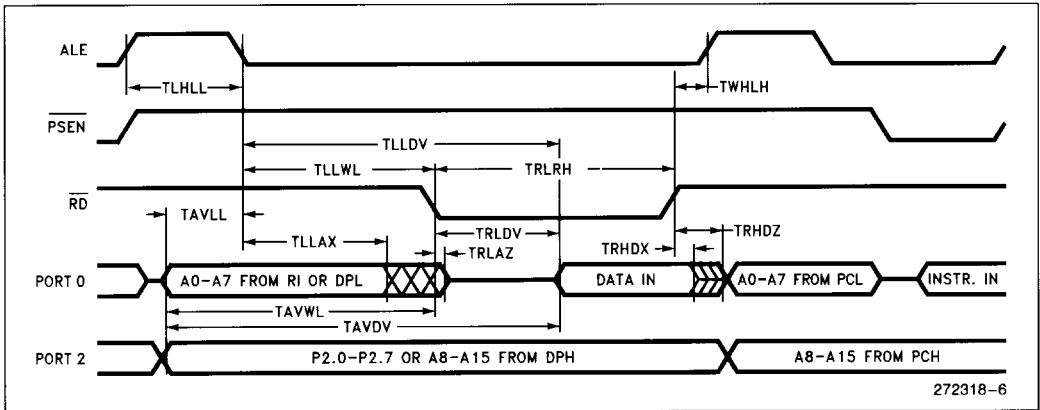 ALE
TLHLL
TWHLH
PSEN
TLLDV
TLLWL
TRLRH
RD
TAVLL
TRLDV
TRHDZ
TLLAX
TRLAZ
TRHDX
PORT 0
A0-A7 FROM RI OR DPL
DATA IN
A0-A7 FROM PCL
INSTR. IN
TAVWL
TAVDV
PORT 2
P2.0-P2.7 OR A8-A15 FROM DPH
A8-A15 FROM PCH
272318-6